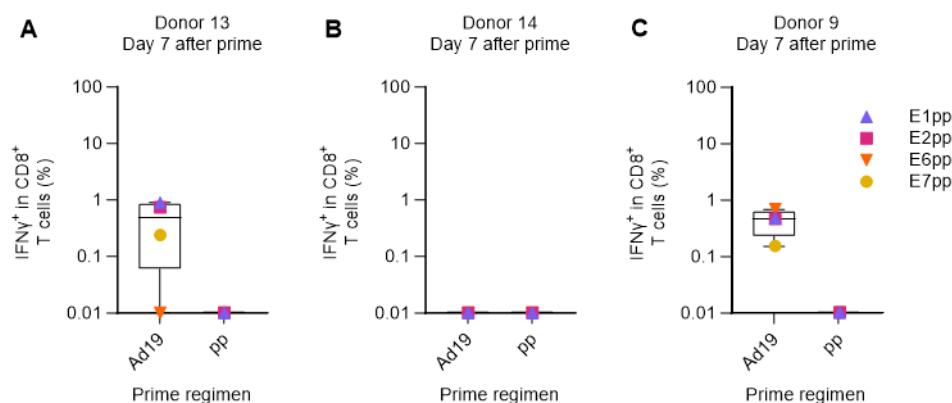 A
Donor 13
Day 7 after prime
IFNγ⁺ in CD8⁺
T cells (%)
100
10
1
0.1
0.01
Ad19
pp
Prime regimen
B
Donor 14
Day 7 after prime
IFNγ⁺ in CD8⁺
T cells (%)
100
10
1
0.1
0.01
Ad19
pp
Prime regimen
C
Donor 9
Day 7 after prime
IFNγ⁺ in CD8⁺
T cells (%)
100
10
1
0.1
0.01
Ad19
pp
Prime regimen
E1pp
E2pp
E6pp
E7pp